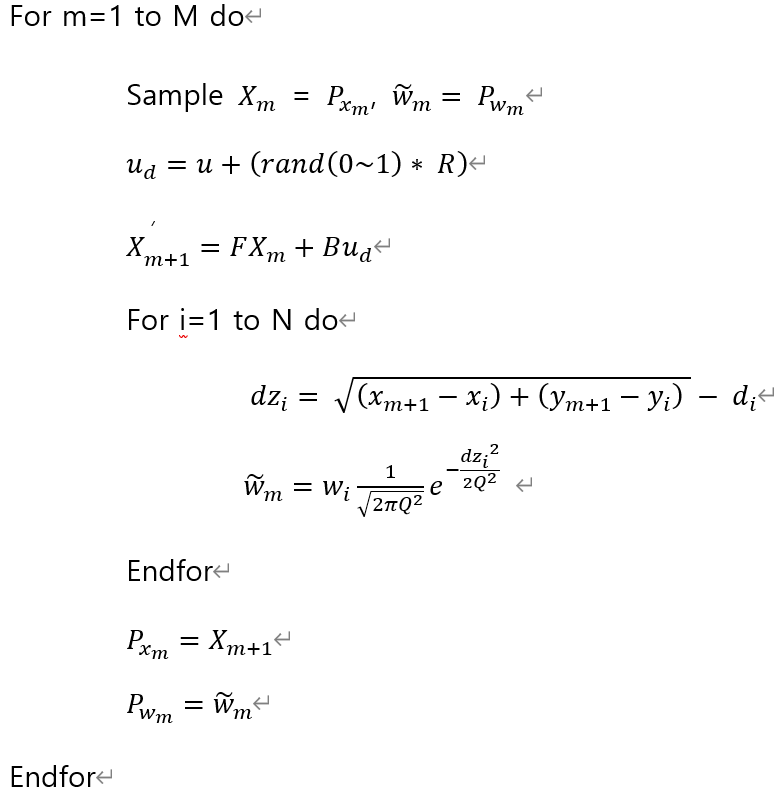 For m=1 to M do↵
Sample X_m = P_{x_m}, w̃_m = P_{w_m}↵
u_d = u + (rand(0~1) * R)↵
X′_{m+1} = FX_m + Bu_d↵
For i=1 to N do↵
dz_i = √((x_{m+1} − x_i) + (y_{m+1} − y_i)) − d_i↵
w̃_m = w_i 1/√(2πQ²) e^{−dz_i²/2Q²} ↵
Endfor↵
P_{x_m} = X_{m+1}↵
P_{w_m} = w̃_m↵
Endfor↵